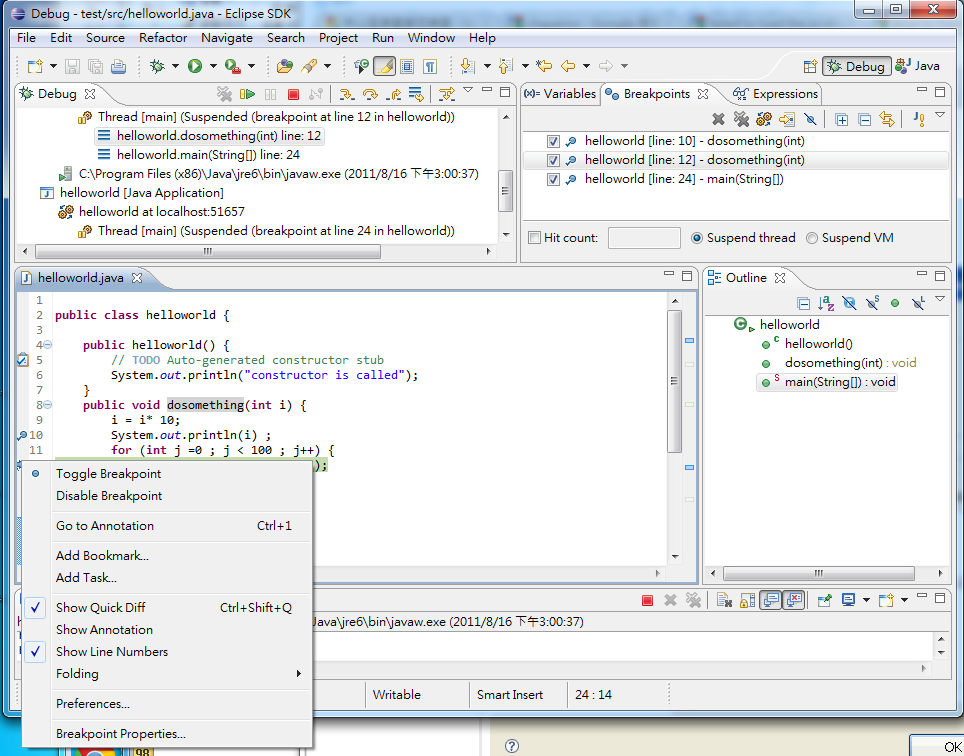 Debug - test/src/helloworld.java - Eclipse SDK
File Edit Source Refactor Navigate Search Project Run Window Help
Debug Java
Debug
Thread [main] (Suspended (breakpoint at line 12 in helloworld))
helloworld.dosomething(int) line: 12
helloworld.main(String[]) line: 24
C:\Program Files (x86)\Java\jre6\bin\javaw.exe (2011/8/16 下午3:00:37)
helloworld [Java Application]
helloworld at localhost:51657
Thread [main] (Suspended (breakpoint at line 24 in helloworld))
(x)= Variables Breakpoints Expressions
helloworld [line: 10] - dosomething(int)
helloworld [line: 12] - dosomething(int)
helloworld [line: 24] - main(String[])
Hit count: Suspend thread Suspend VM
helloworld.java
1
2 public class helloworld {
3
4 public helloworld() {
5 // TODO Auto-generated constructor stub
6 System.out.println("constructor is called");
7 }
8 public void dosomething(int i) {
9 i = i* 10;
10 System.out.println(i) ;
11 for (int j =0 ; j < 100 ; j++) {
);
Outline
helloworld
helloworld()
dosomething(int) : void
main(String[]) : void
Toggle Breakpoint
Disable Breakpoint
Go to Annotation Ctrl+1
Add Bookmark...
Add Task...
Show Quick Diff Ctrl+Shift+Q
Show Annotation
Show Line Numbers
Folding
Preferences...
Breakpoint Properties...
Java\jre6\bin\javaw.exe (2011/8/16 下午3:00:37)
Writable Smart Insert 24 : 14
98
OK